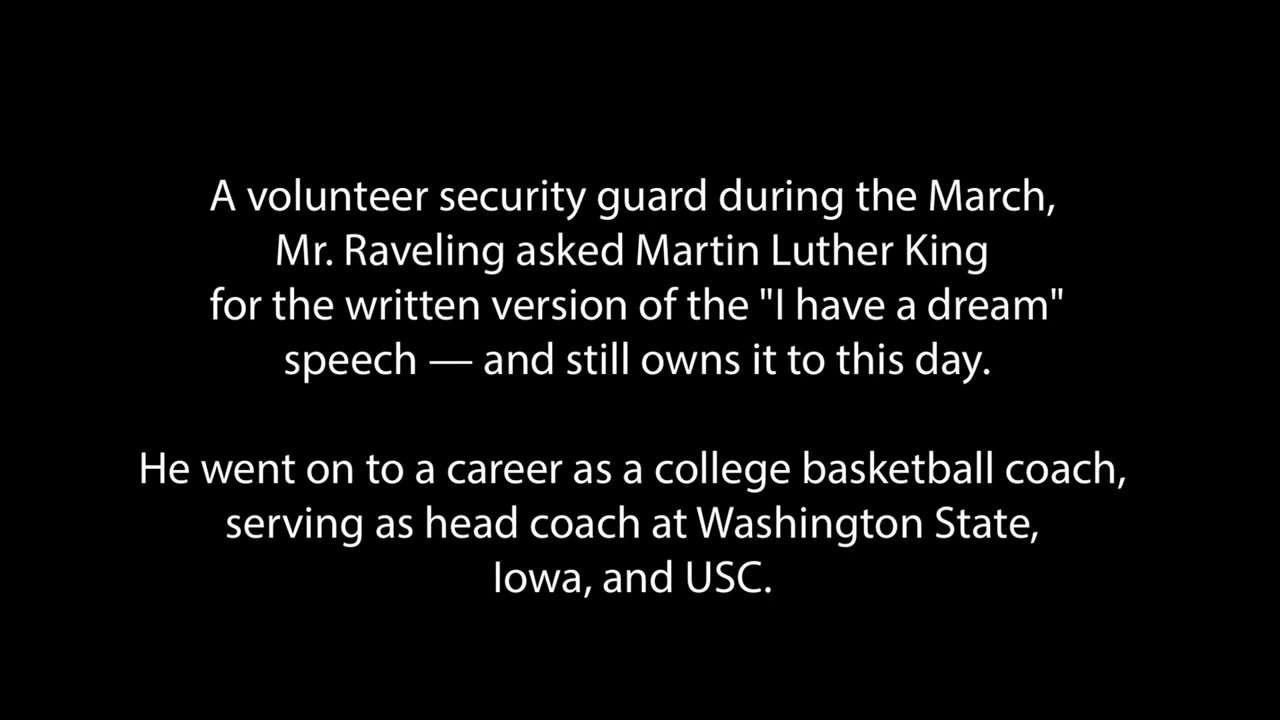 A volunteer security guard during the March,
Mr. Raveling asked Martin Luther King
for the written version of the "I have a dream"
speech — and still owns it to this day.
He went on to a career as a college basketball coach,
serving as head coach at Washington State,
Iowa, and USC.